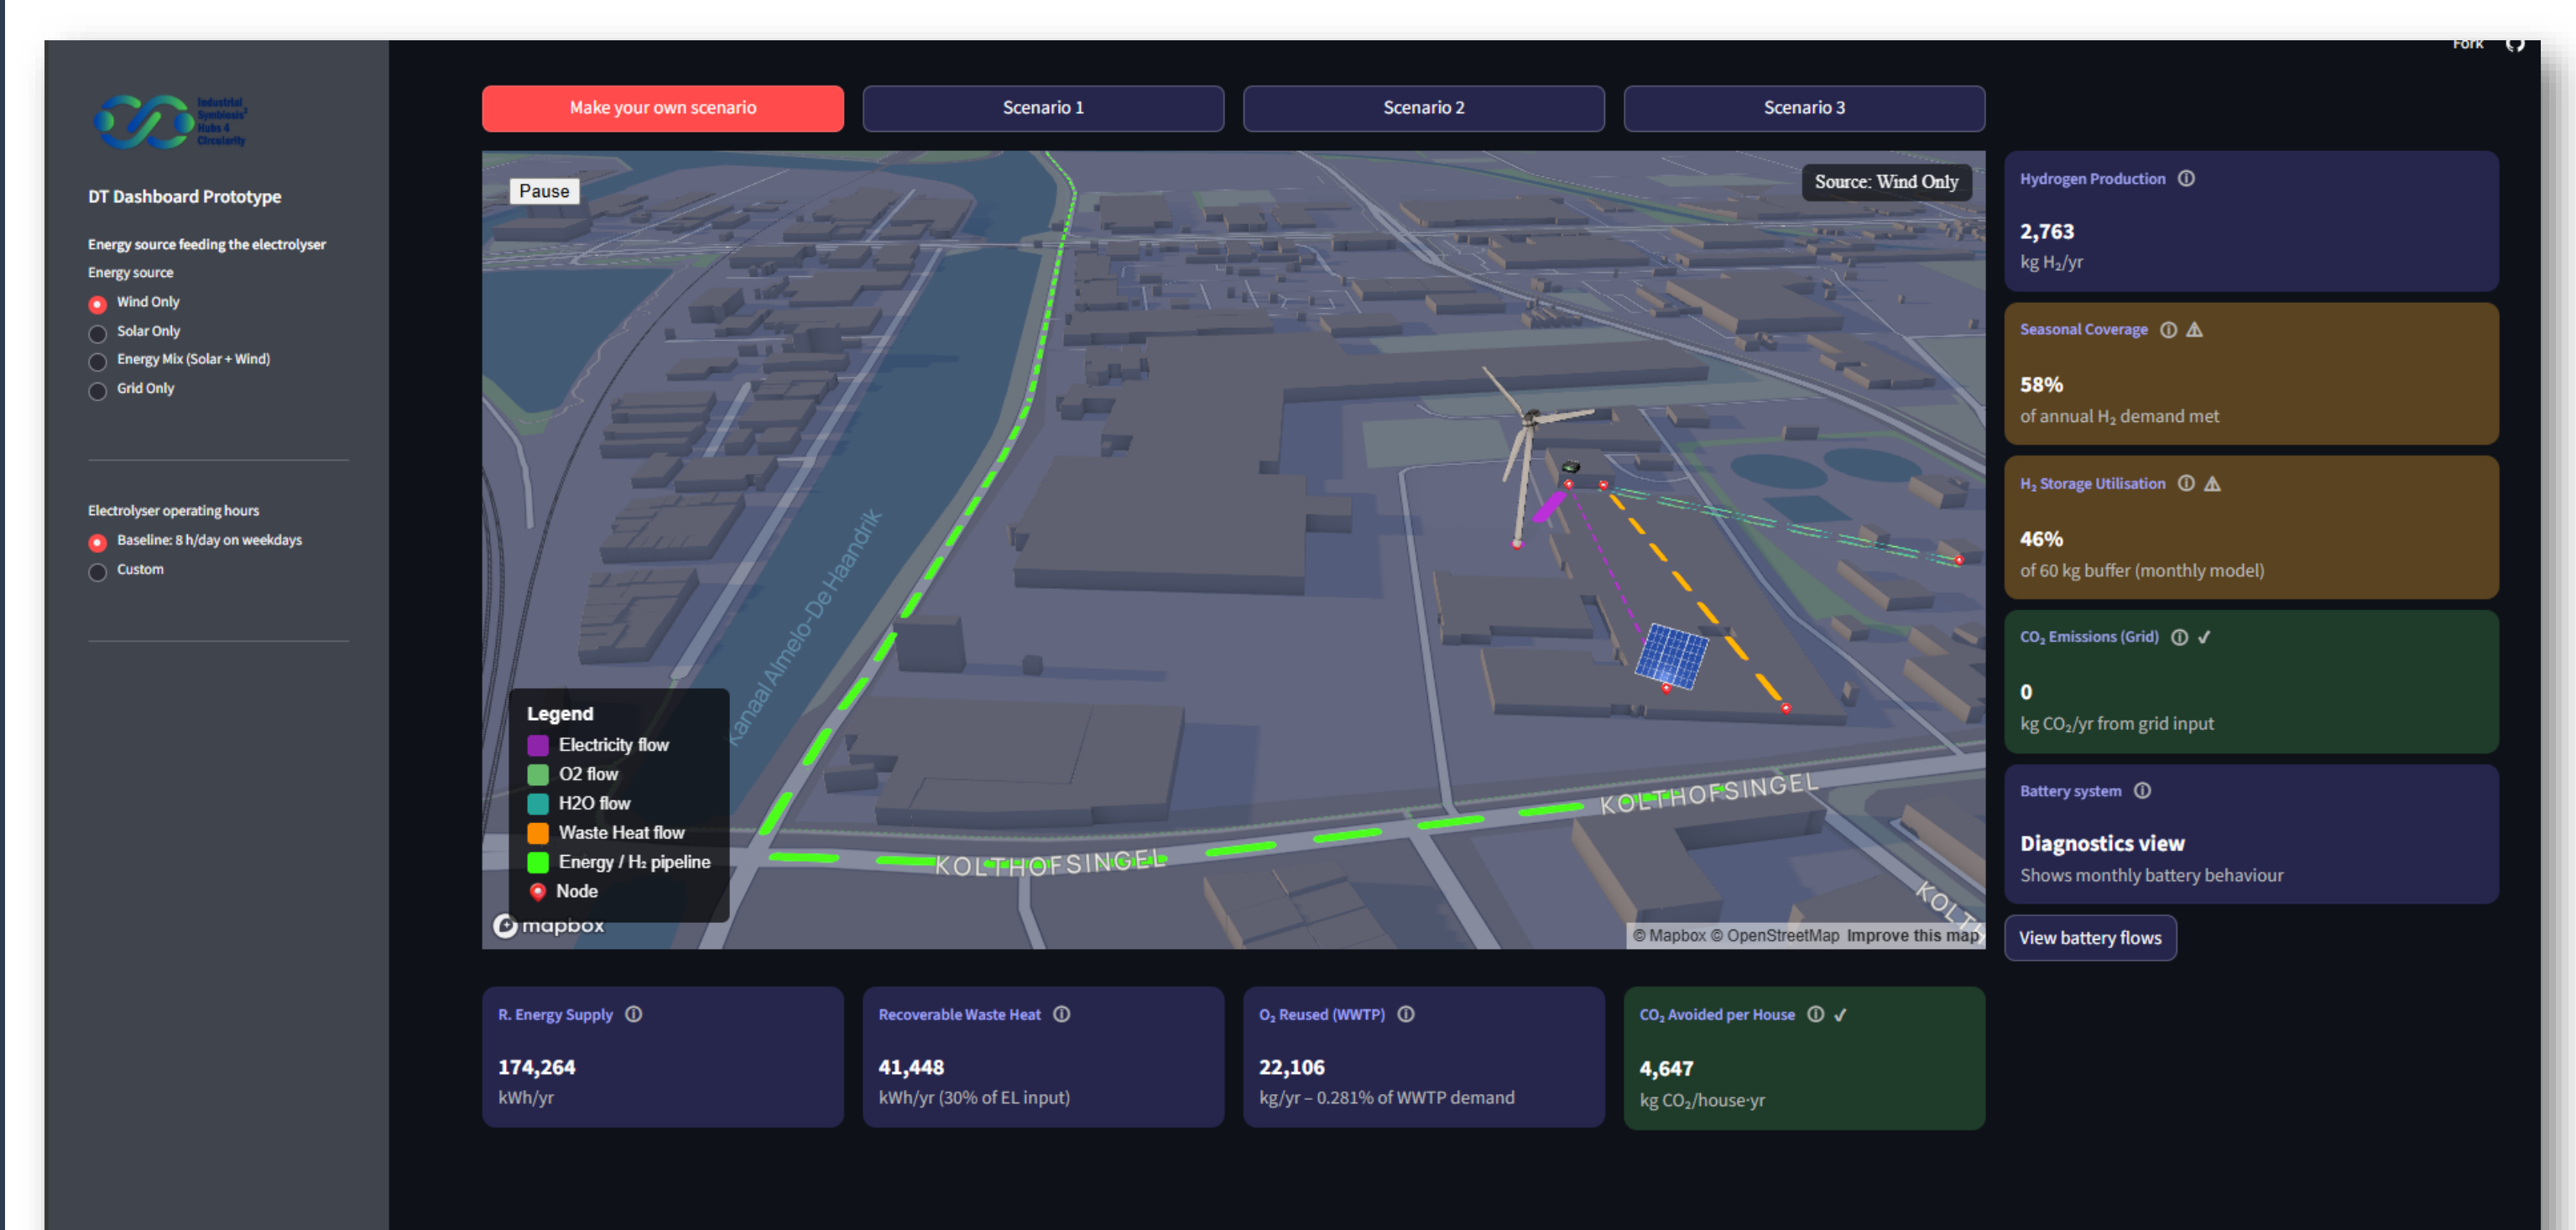 Fork
Industrial
Symbiosis²
Hubs 4
Circularity
DT Dashboard Prototype
Energy source feeding the electrolyser
Energy source
Wind Only
Solar Only
Energy Mix (Solar + Wind)
Grid Only
Electrolyser operating hours
Baseline: 8 h/day on weekdays
Custom
Make your own scenario
Scenario 1
Scenario 2
Scenario 3
Pause
Source: Wind Only
Kanaal Almelo-De Haandrik
KOLTHOFSINGEL
KOLTHOFSINGEL
Legend
Electricity flow
O2 flow
H2O flow
Waste Heat flow
Energy / H₂ pipeline
Node
mapbox
© Mapbox © OpenStreetMap Improve this map
Hydrogen Production
2,763
kg H₂/yr
Seasonal Coverage
58%
of annual H₂ demand met
H₂ Storage Utilisation
46%
of 60 kg buffer (monthly model)
CO₂ Emissions (Grid)
0
kg CO₂/yr from grid input
Battery system
Diagnostics view
Shows monthly battery behaviour
View battery flows
R. Energy Supply
174,264
kWh/yr
Recoverable Waste Heat
41,448
kWh/yr (30% of EL input)
O₂ Reused (WWTP)
22,106
kg/yr – 0.281% of WWTP demand
CO₂ Avoided per House
4,647
kg CO₂/house·yr